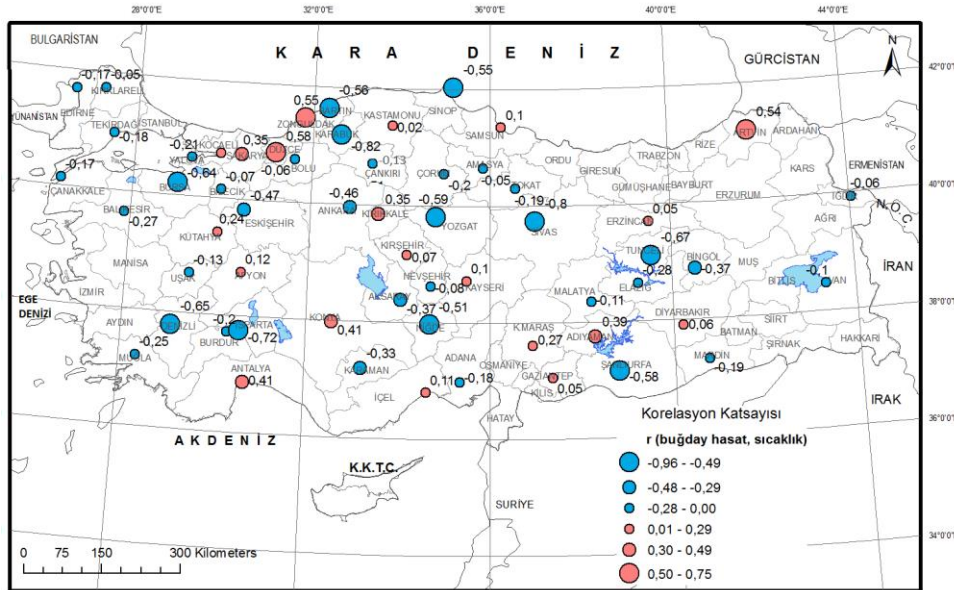 28°0'0"E 32°0'0"E 36°0'0"E 40°0'0"E 44°0'0"E
BULGARİSTAN
K A R A D E N İ Z
N
GÜRCİSTAN
42°0'0"N
-0,55
-0,17 -0,05
KIRKLARELİ
EDİRNE
YUNANİSTAN
TEKİRDAĞ
-0,18
İSTANBUL
0,55
-0,56
BARTIN
ZONGULDAK
KASTAMONU
0,02
SİNOP
0,1
SAMSUN
0,54
ARTVİN
ARDAHAN
RİZE
TRABZON
ORDU
GİRESUN
KARS
KARABÜK
-0,82
-0,21
KOCAELİ
0,35
SAKARYA
0,58
DÜZCE
-0,06
BOLU
YALOVA
-0,17
ÇANAKKALE
-0,64
BURSA
-0,07
BİLECİK
-0,47
ESKİŞEHİR
-0,13
ÇANKIRI
ÇORUM
-0,2
AMASYA
-0,05
TOKAT
-0,19
-0,8
SİVAS
GÜMÜŞHANE
BAYBURT
ERZURUM
ERMENİSTAN
-0,06
IĞDIR
N.O.C.
40°0'0"N
AĞRI
BALIKESİR
-0,27
0,24
KÜTAHYA
-0,46
ANKARA
0,35
KIRIKKALE
-0,59
YOZGAT
0,05
ERZİNCAN
-0,67
TUNCELİ
-0,28
ELAZIĞ
BİNGÖL
-0,37
MUŞ
BİTLİS
-0,1
VAN
İRAN
MANİSA
-0,13
UŞAK
0,12
AFYON
KIRŞEHİR
0,07
NEVŞEHİR
-0,08
0,1
KAYSERİ
MALATYA
-0,11
İZMİR
EGE
DENİZİ
AYDIN
-0,65
DENİZLİ
-0,2
ISPARTA
-0,72
BURDUR
KONYA
0,41
AKSARAY
-0,37
-0,51
NİĞDE
K.MARAŞ
0,27
0,39
ADIYAMAN
DİYARBAKIR
0,06
BATMAN
SİİRT
ŞIRNAK
HAKKARİ
38°0'0"N
-0,25
MUĞLA
ANTALYA
0,41
-0,33
KARAMAN
ADANA
0,11
-0,18
İÇEL
OSMANİYE
GAZİANTEP
0,05
KİLİS
ŞANLIURFA
-0,58
MARDİN
-0,19
HATAY
IRAK
36°0'0"N
A K D E N İ Z
K.K.T.C.
SURİYE
Korelasyon Katsayısı
r (buğday hasat, sıcaklık)
-0,96 - -0,49
-0,48 - -0,29
-0,28 - 0,00
0,01 - 0,29
0,30 - 0,49
0,50 - 0,75
34°0'0"N
0 75 150 300 Kilometers